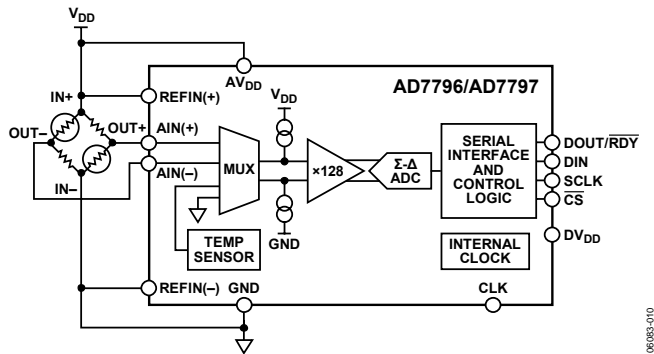 VDD
IN+
OUT–
OUT+
IN–
REFIN(+)
AIN(+)
AIN(–)
REFIN(–)
AVDD
AD7796/AD7797
VDD
MUX
GND
TEMP
SENSOR
×128
Σ-Δ
ADC
SERIAL
INTERFACE
AND
CONTROL
LOGIC
INTERNAL
CLOCK
DOUT/RDY
DIN
SCLK
CS
DVDD
GND
CLK
06083-010